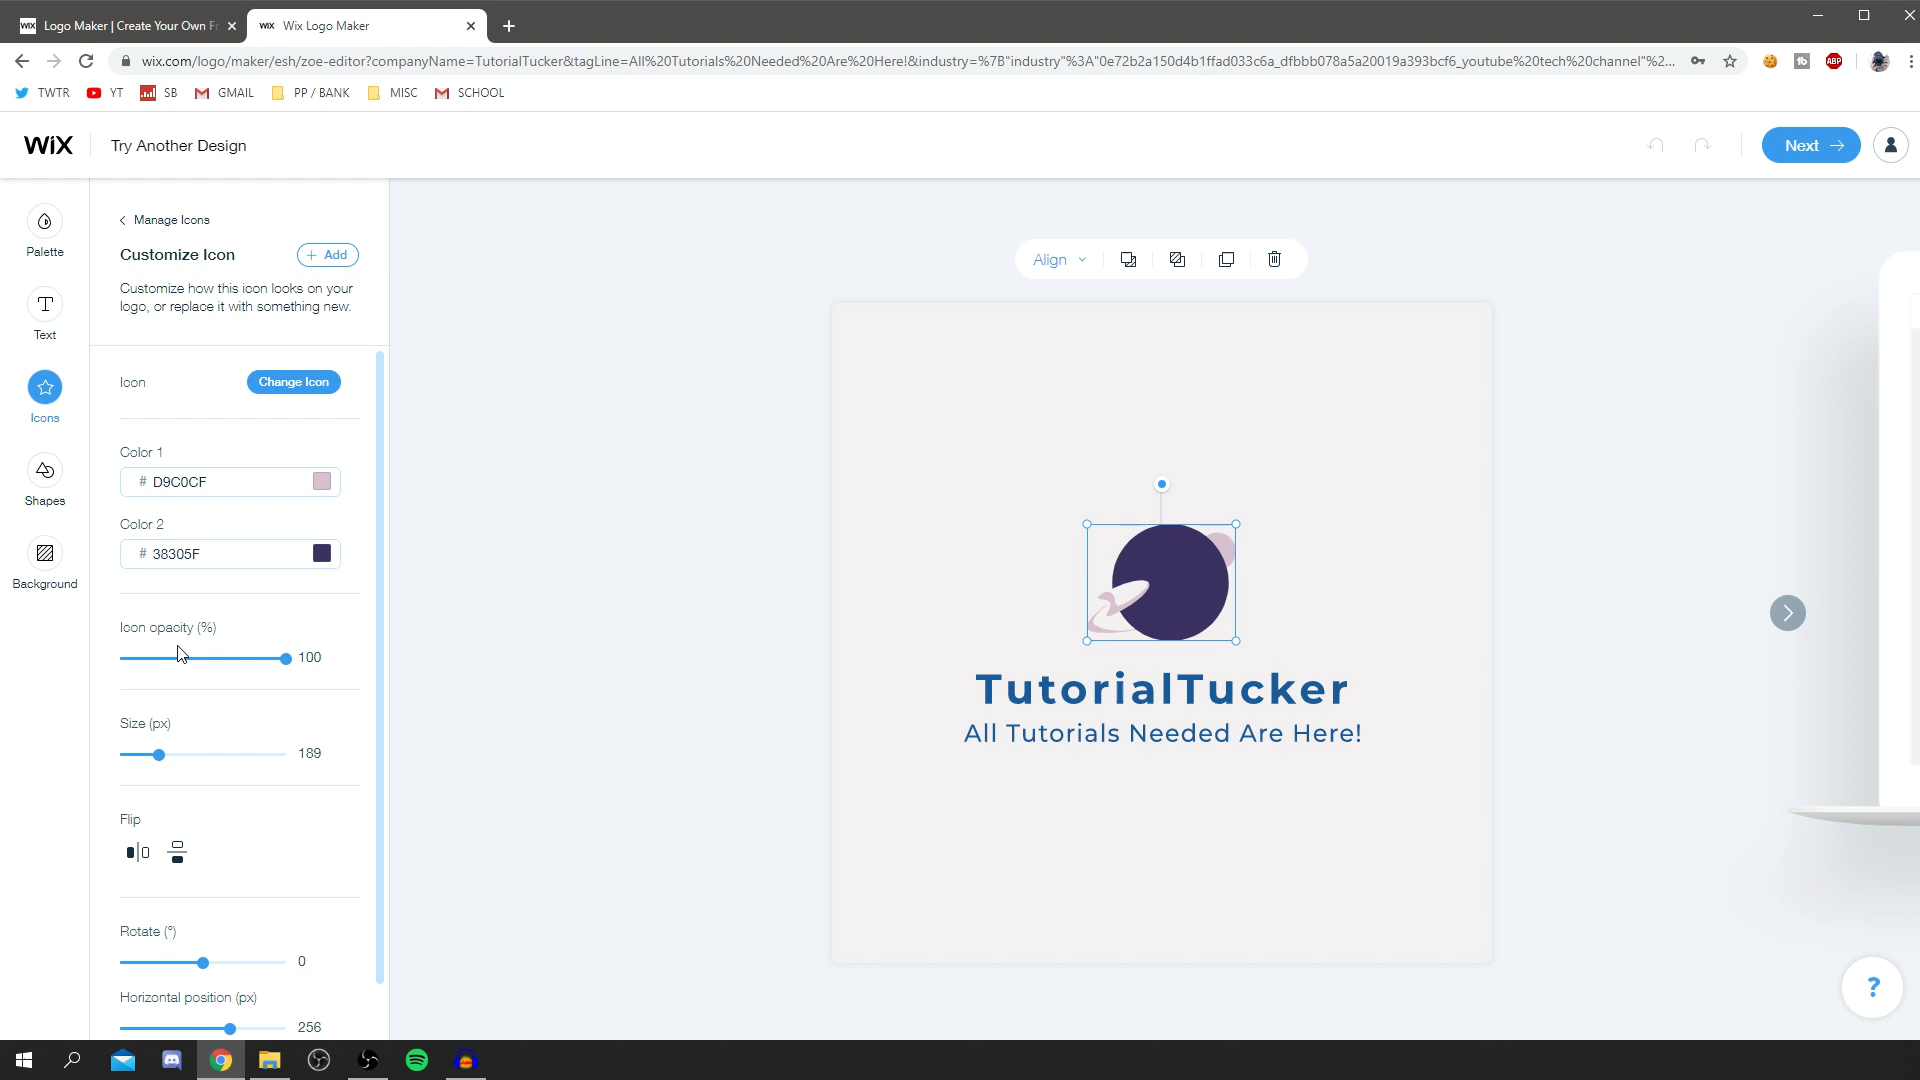 WiX Logo Maker | Create Your Own Fr
WiX Wix Logo Maker
wix.com/logo/maker/esh/zoe-editor?companyName=TutorialTucker&tagLine=All%20Tutorials%20Needed%20Are%20Here!&industry=%7B"industry"%3A"0e72b2a150d4b1ffad033c6a_dfbbb078a5a20019a393bcf6_youtube%20tech%20channel"%2...
ABP
TWTR YT SB GMAIL PP / BANK MISC SCHOOL
WiX Try Another Design
Next
Palette
Text
Icons
Shapes
Background
Manage Icons
Customize Icon
+ Add
Customize how this icon looks on your
logo, or replace it with something new.
Icon
Change Icon
Color 1
# D9C0CF
Color 2
# 38305F
Icon opacity (%)
100
Size (px)
189
Flip
Rotate (°)
0
Horizontal position (px)
256
Align
TutorialTucker
All Tutorials Needed Are Here!
?